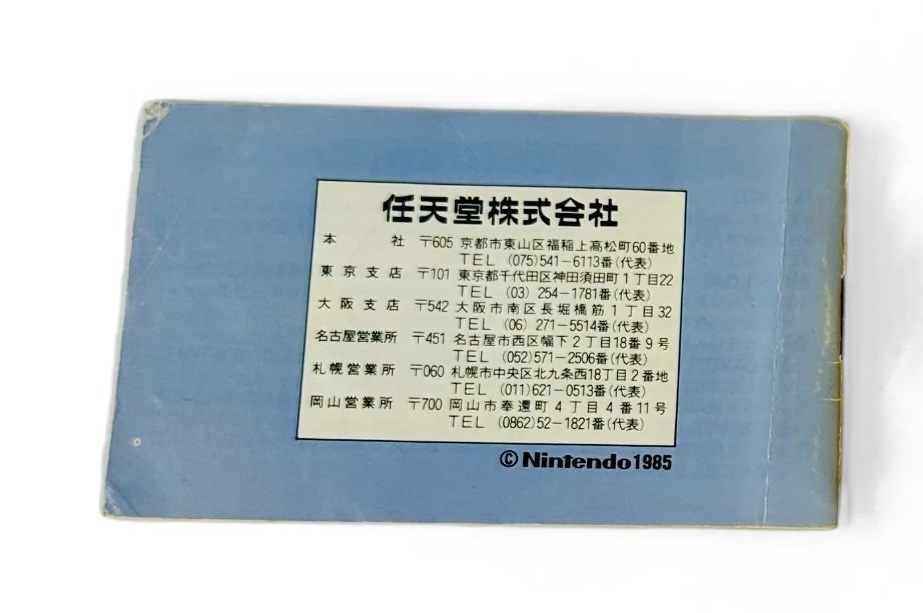 任天堂株式会社
本社 〒605 京都市東山区福稲上高松町60番地
TEL (075)541-6113番(代表)
東京支店 〒101 東京都千代田区神田須田町1丁目22
TEL (03) 254-1781番(代表)
大阪支店 〒542 大阪市南区長堀橋筋1丁目32
TEL (06) 271-5514番(代表)
名古屋営業所 〒451 名古屋市西区幅下2丁目18番9号
TEL (052)571-2506番(代表)
札幌営業所 〒060 札幌市中央区北九条西18丁目2番地
TEL (011)621-0513番(代表)
岡山営業所 〒700 岡山市奉還町4丁目4番11号
TEL (0862)52-1821番(代表)
©Nintendo1985